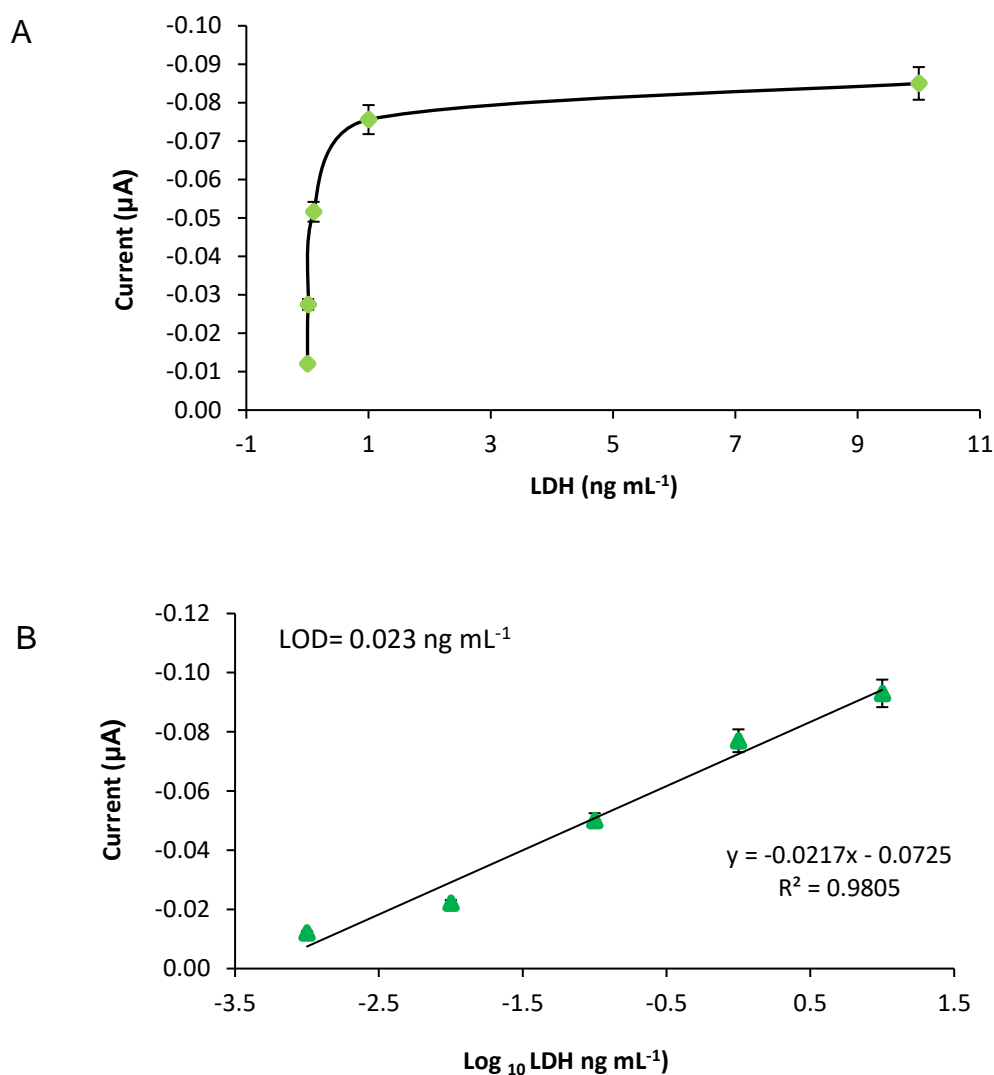 A
-0.10
-0.09
-0.08
-0.07
-0.06
-0.05
-0.04
-0.03
-0.02
-0.01
0.00
Current (µA)
-1 1 3 5 7 9 11
LDH (ng mL⁻¹)
B
-0.12
-0.10
-0.08
-0.06
-0.04
-0.02
0.00
Current (µA)
LOD= 0.023 ng mL⁻¹
y = -0.0217x - 0.0725
R² = 0.9805
-3.5 -2.5 -1.5 -0.5 0.5 1.5
Log ₁₀ LDH ng mL⁻¹)